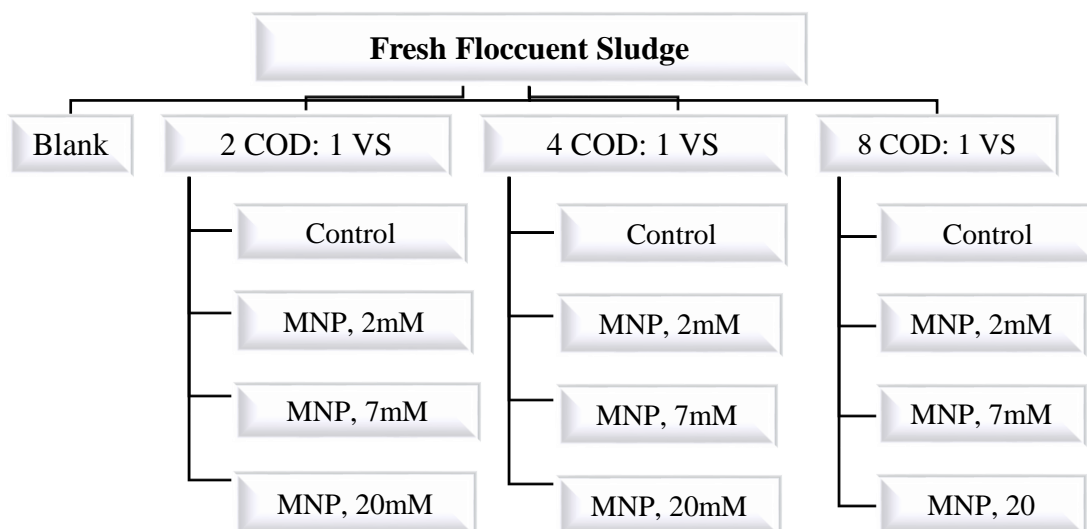 Fresh Floccuent Sludge
Blank
2 COD: 1 VS
4 COD: 1 VS
8 COD: 1 VS
Control
MNP, 2mM
MNP, 7mM
MNP, 20mM
Control
MNP, 2mM
MNP, 7mM
MNP, 20mM
Control
MNP, 2mM
MNP, 7mM
MNP, 20